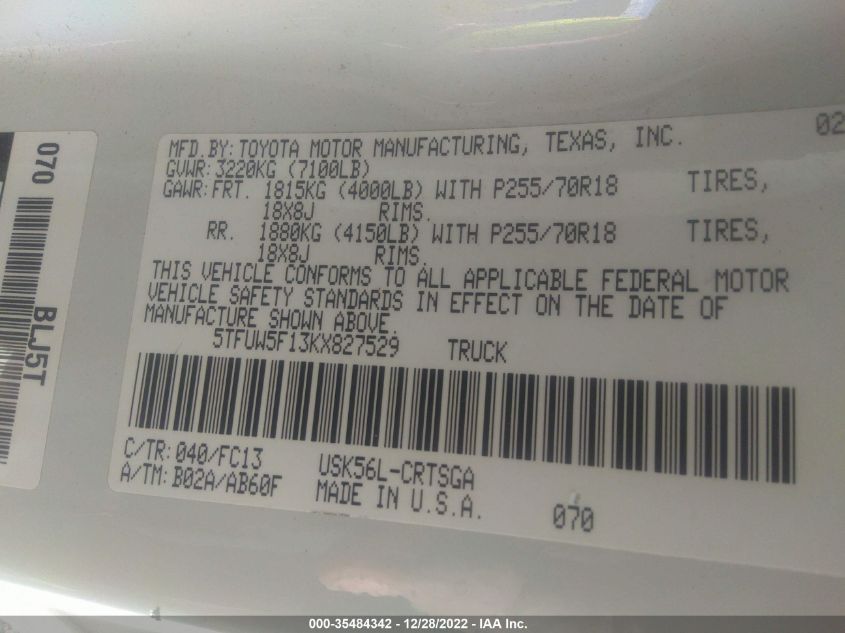 MFD.BY: TOYOTA MOTOR MANUFACTURING, TEXAS, INC. 02
GVWR: 3220KG (7100LB)
GAWR: FRT. 1815KG (4000LB) WITH P255/70R18 TIRES,
18X8J RIMS.
RR. 1880KG (4150LB) WITH P255/70R18 TIRES,
18X8J RIMS.
THIS VEHICLE CONFORMS TO ALL APPLICABLE FEDERAL MOTOR
VEHICLE SAFETY STANDARDS IN EFFECT ON THE DATE OF
MANUFACTURE SHOWN ABOVE.
5TFUW5F13KX827529 TRUCK
C/TR: 040/FC13 USK56L-CRTSGA
A/TM: B02A/AB60F MADE IN U.S.A. 070
070
BLJ5T
000-35484342 - 12/28/2022 - IAA Inc.